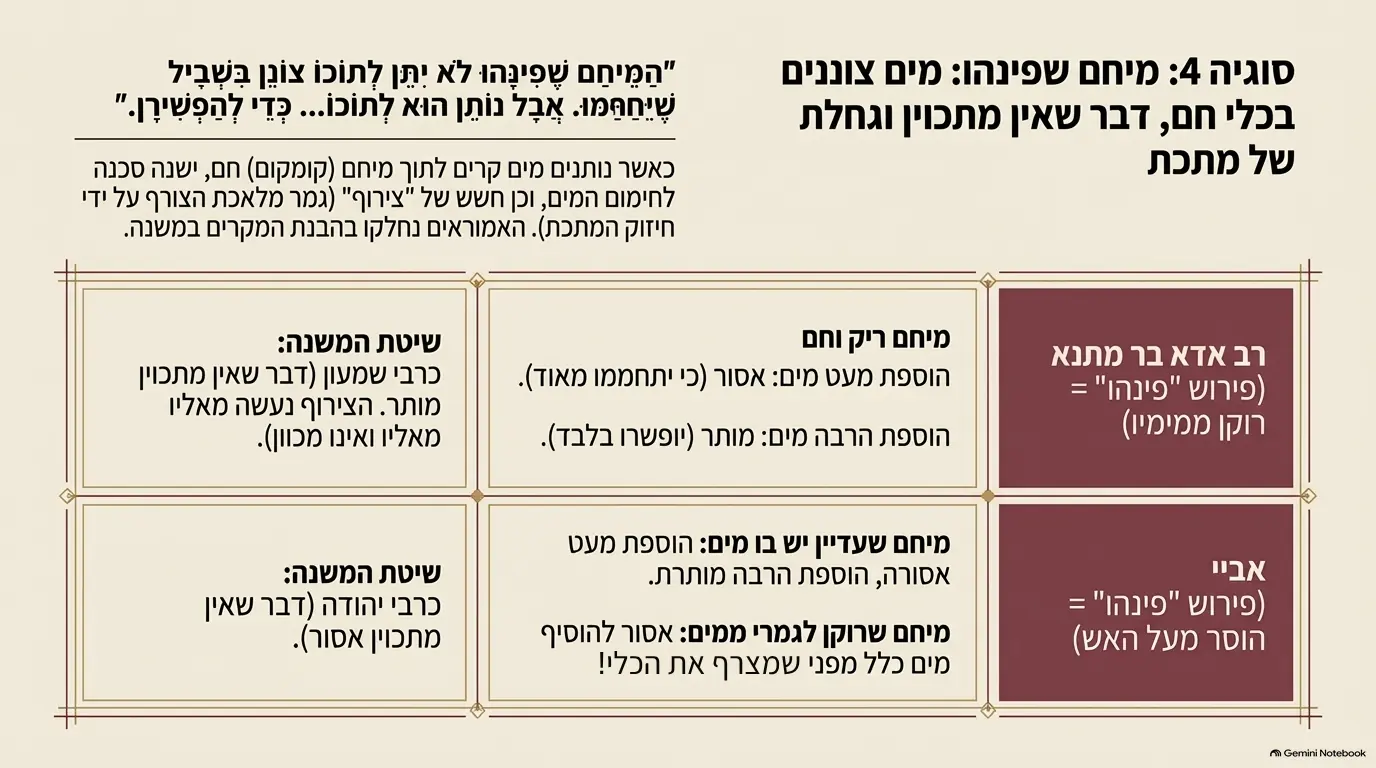 סוגיה 4: מיחם שפינהו: מים צוננים
בכלי חם, דבר שאין מתכוין וגחלת
של מתכת
"הַמֵּיחַם שֶׁפִּינָּהוּ לֹא יִתֵּן לְתוֹכוֹ צוֹנֵן בִּשְׁבִיל
שֶׁיֵּחַמּוּ. אֲבָל נוֹתֵן הוּא לְתוֹכוֹ... כְּדֵי לְהַפְשִׁירָן."
כאשר נותנים מים קרים לתוך מיחם (קומקום) חם, ישנה סכנה
לחימום המים, וכן חשש של "צירוף" (גמר מלאכת הצורף על ידי
חיזוק המתכת). האמוראים נחלקו בהבנת המקרים במשנה.
רב אדא בר מתנא
(פירוש "פינהו" =
רוקן ממימיו)
מיחם ריק וחם
הוספת מעט מים: אסור (כי יתחממו מאוד).
הוספת הרבה מים: מותר (יופשרו בלבד).
שיטת המשנה:
כרבי שמעון (דבר שאין מתכוין
מותר. הצירוף נעשה מאליו
מאליו ואינו מכוון).
אביי
(פירוש "פינהו" =
הוסר מעל האש)
מיחם שעדיין יש בו מים: הוספת מעט
אסורה, הוספת הרבה מותרת.
מיחם שרוקן לגמרי ממים: אסור להוסיף
מים כלל מפני שמצרף את הכלי!
שיטת המשנה:
כרבי יהודה (דבר שאין
מתכוין אסור).
Gemini Notebook